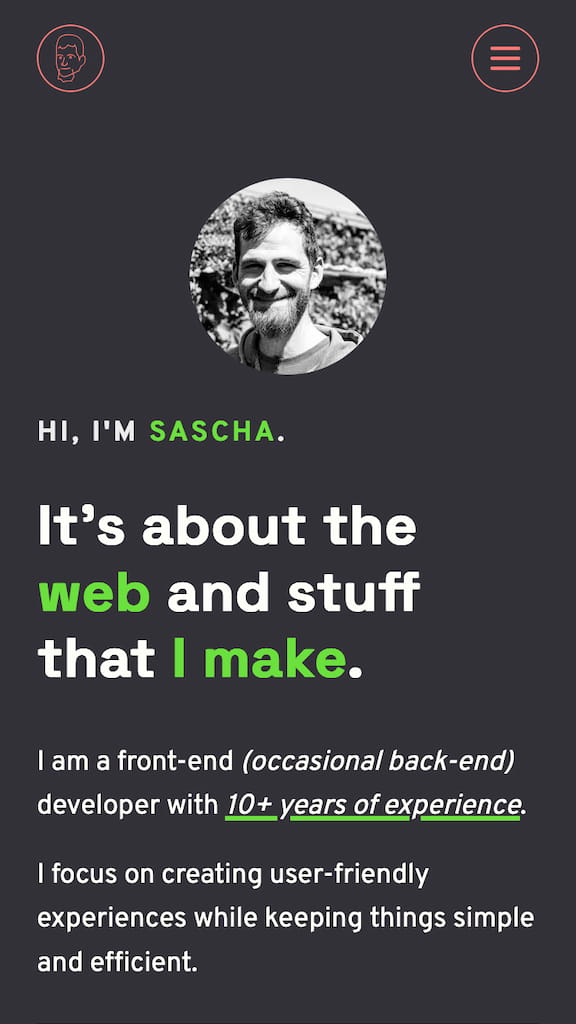 HI, I'M SASCHA.
It’s about the
web and stuff
that I make.
I am a front-end (occasional back-end)
developer with 10+ years of experience.
I focus on creating user-friendly
experiences while keeping things simple
and efficient.